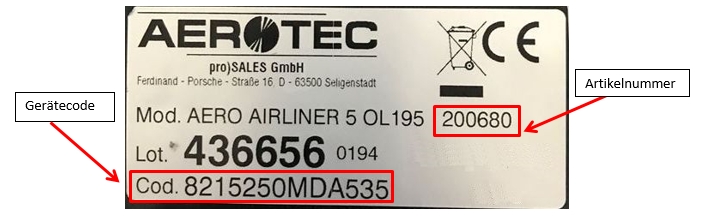 AEROTEC
pro)SALES GmbH
Ferdinand - Porsche - Straße 16 D - 63500 Seligenstadt
CE
Artikelnummer
Gerätecode
Mod. AERO AIRLINER 5 OL195 200680
Lot. 436656 0194
Cod. 8215250MDA535